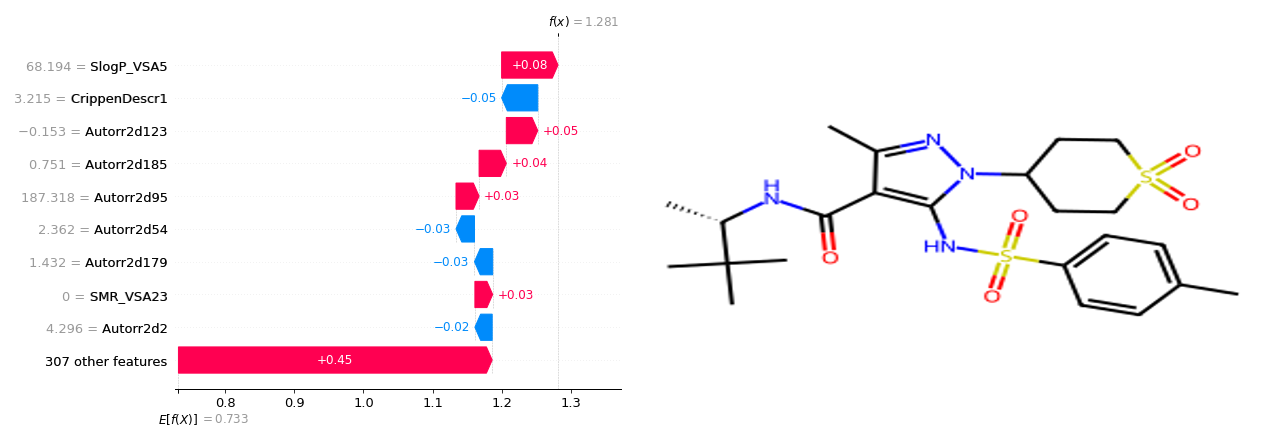 f(x) = 1.281
68.194 = SlogP_VSA5
+0.08
3.215 = CrippenDescr1
−0.05
−0.153 = Autorr2d123
+0.05
0.751 = Autorr2d185
+0.04
187.318 = Autorr2d95
+0.03
2.362 = Autorr2d54
−0.03
1.432 = Autorr2d179
−0.03
0 = SMR_VSA23
+0.03
4.296 = Autorr2d2
−0.02
307 other features
+0.45
0.8 0.9 1.0 1.1 1.2 1.3
E[f(X)] = 0.733
N
O
H
N
N
S
O
O
O
HN
S
O